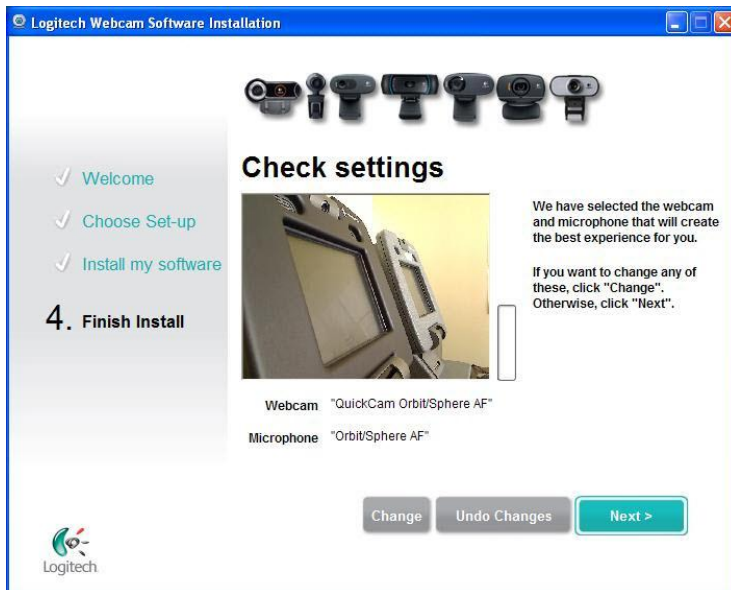 Logitech Webcam Software Installation
Welcome
Choose Set-up
Install my software
4. Finish Install
Check settings
We have selected the webcam
and microphone that will create
the best experience for you.
If you want to change any of
these, click "Change".
Otherwise, click "Next".
Webcam "QuickCam Orbit/Sphere AF"
Microphone "Orbit/Sphere AF"
Change
Undo Changes
Next >
Logitech